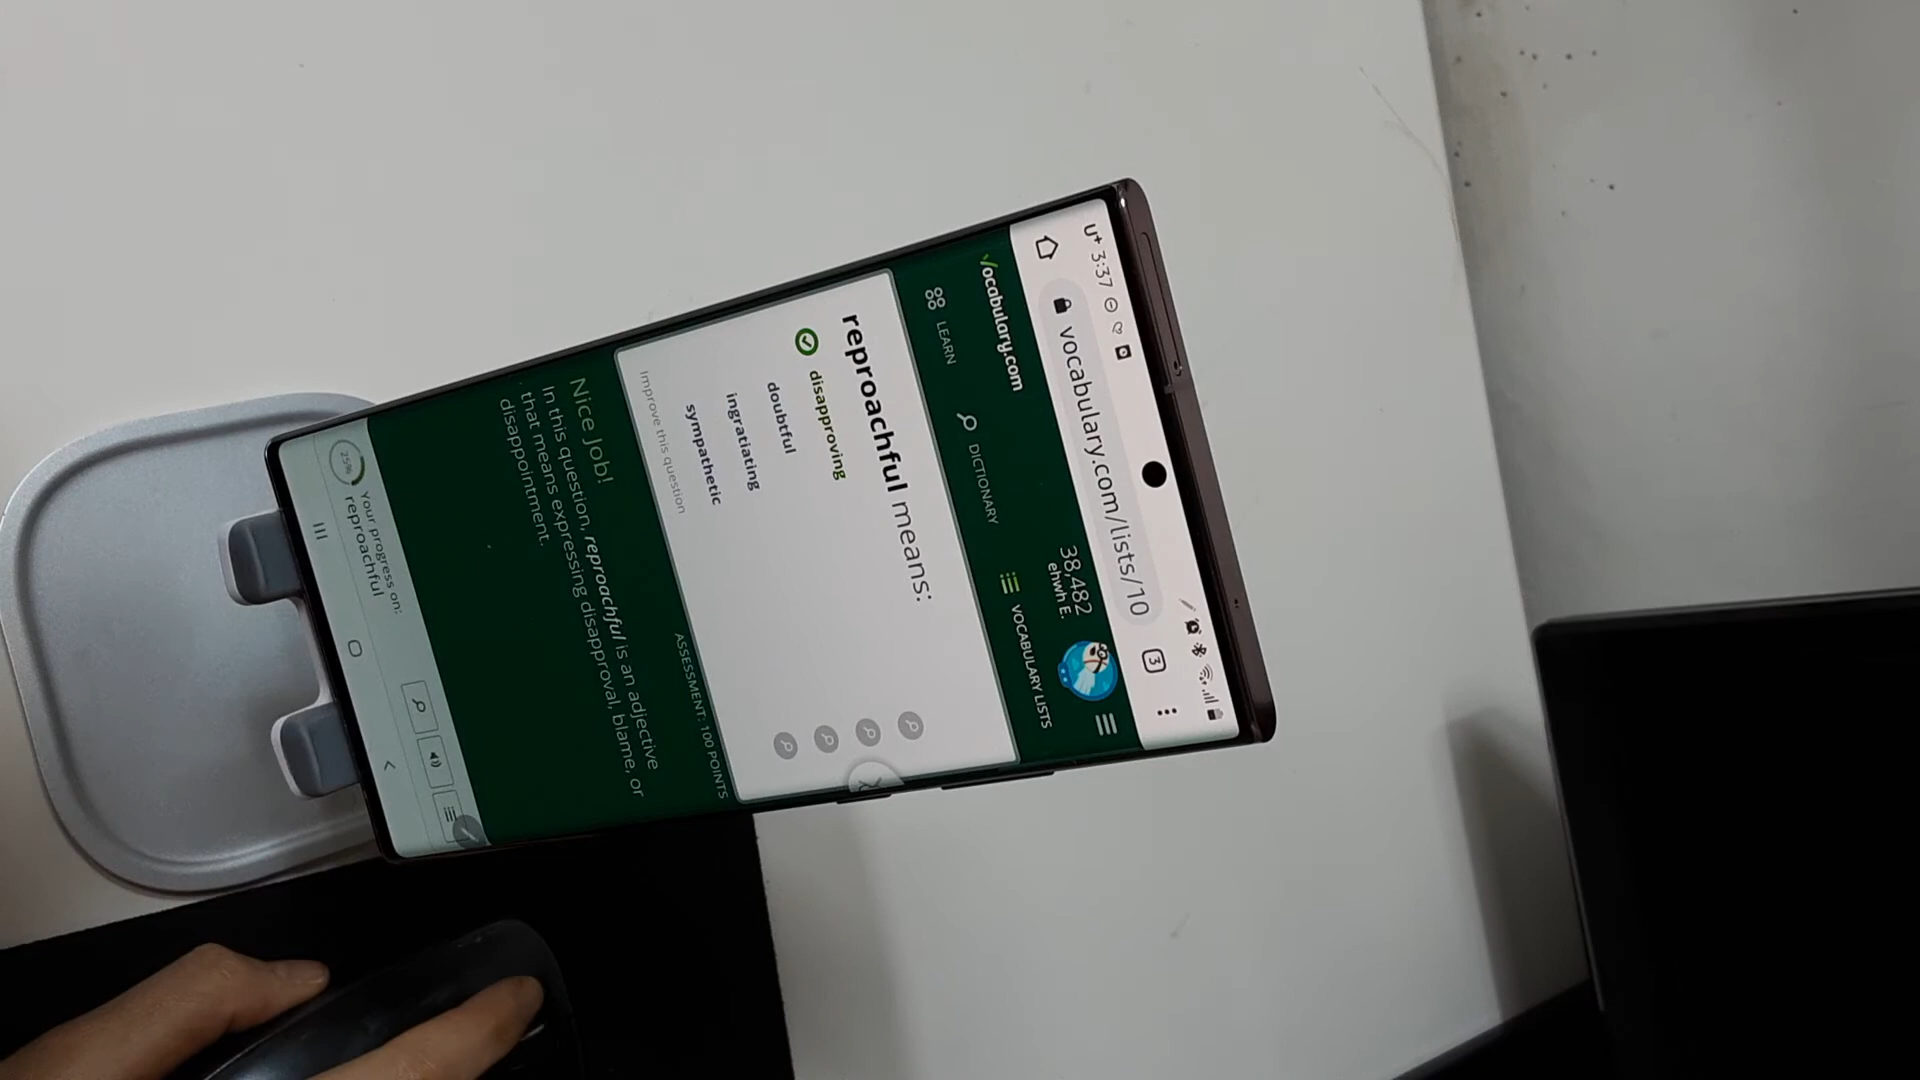 U+ 3:37
vocabulary.com/lists/10
3
Vocabulary.com
38,482
ehwh E.
LEARN
DICTIONARY
VOCABULARY LISTS
reproachful means:
disapproving
doubtful
ingratiating
sympathetic
Improve this question
ASSESSMENT: 100 POINTS
Nice Job!
In this question, reproachful is an adjective
that means expressing disapproval, blame, or
disappointment.
25%
Your progress on:
reproachful